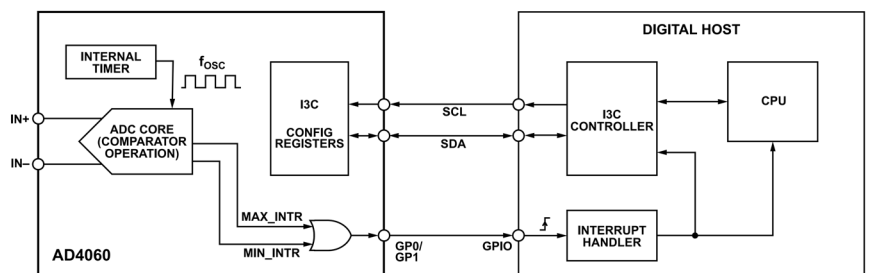 DIGITAL HOST
INTERNAL
TIMER
fOSC
I3C
CONFIG
REGISTERS
SCL
SDA
I3C
CONTROLLER
CPU
IN+
IN–
ADC CORE
(COMPARATOR
OPERATION)
MAX_INTR
MIN_INTR
GP0/
GP1
GPIO
INTERRUPT
HANDLER
AD4060